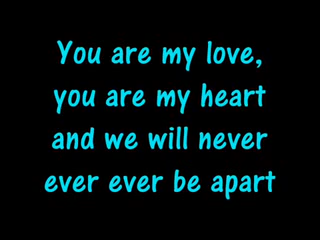 You are my love,
you are my heart
and we will never
ever ever be apart